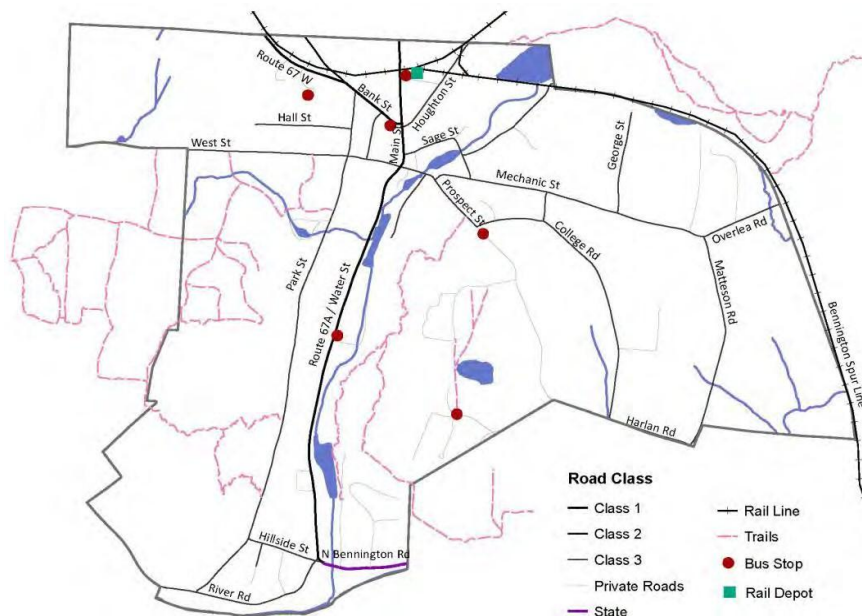 Route 67 W
Bank St
Houghton St
Hall St
Main St
Sage St
West St
George St
Mechanic St
Prospect St
College Rd
Overlea Rd
Park St
Route 67A / Water St
Matteson Rd
Bennington Spur Line
Harlan Rd
Hillside St
N Bennington Rd
River Rd
Road Class
Class 1
Class 2
Class 3
Private Roads
State
Rail Line
Trails
Bus Stop
Rail Depot